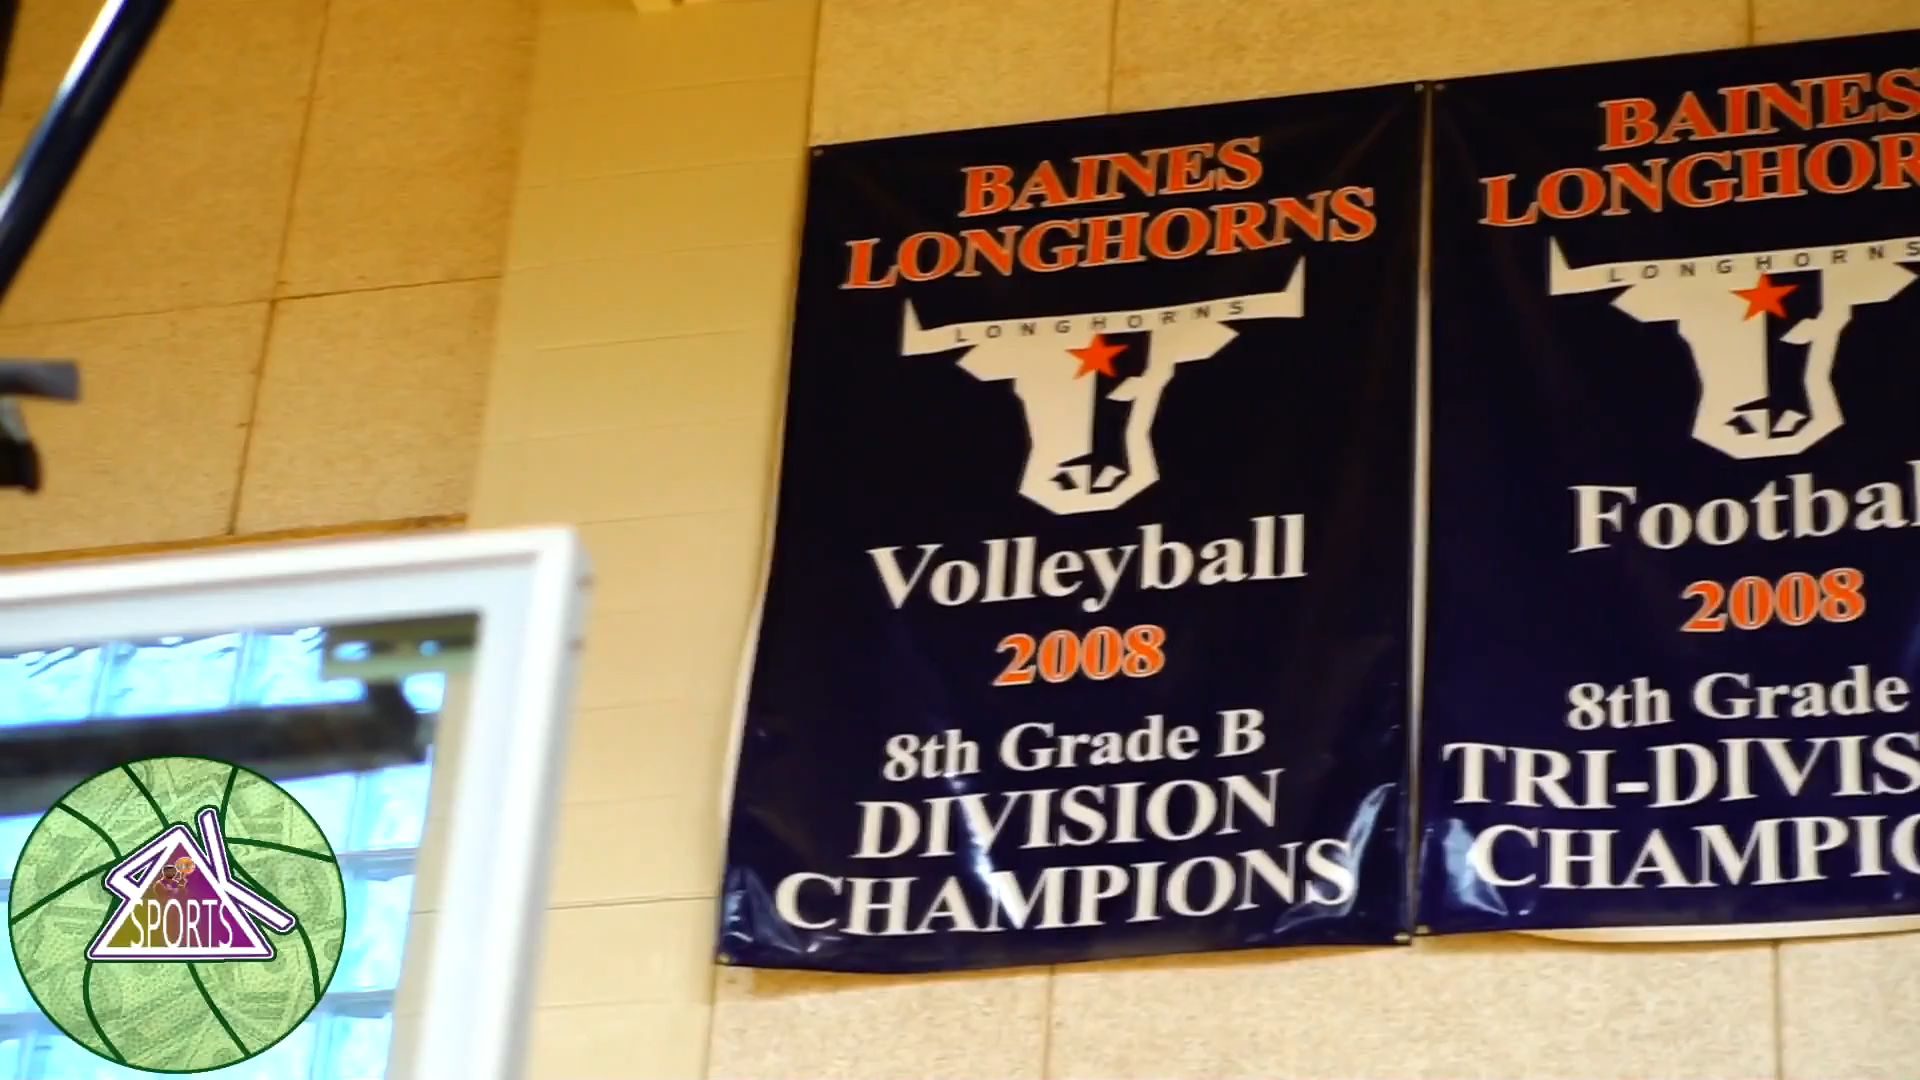 BAINES
LONGHORNS
LONGHORNS
Volleyball
2008
8th Grade B
DIVISION
CHAMPIONS
BAINES
LONGHOR
LONGHORNS
Footbal
2008
8th Grade
TRI-DIVIS
CHAMPIO
SPORTS